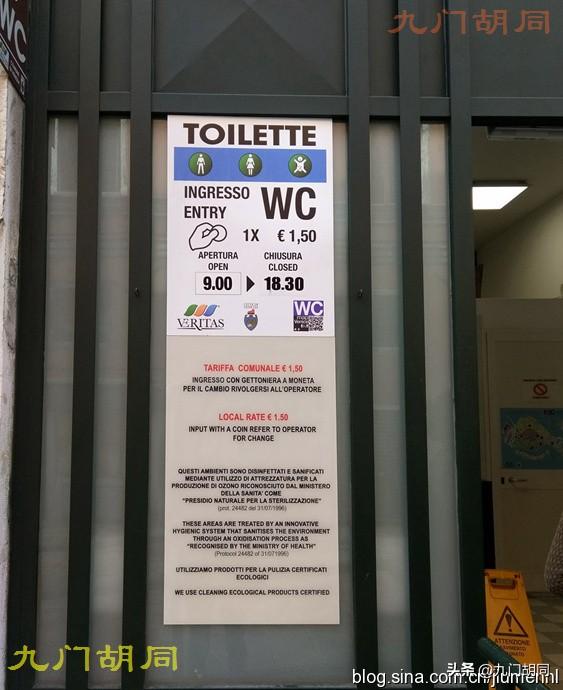 WC
九门胡同
TOILETTE
INGRESSO
ENTRY
WC
1X € 1,50
APERTURA
OPEN
CHIUSURA
CLOSED
9.00
18.30
VERITAS
WC
TARIFFA COMUNALE € 1,50
INGRESSO CON GETTONIERA A MONETA
PER IL CAMBIO RIVOLGERSI ALL'OPERATORE
LOCAL RATE € 1.50
INPUT WITH A COIN REFER TO OPERATOR
FOR CHANGE
QUESTI AMBIENTI SONO DISINFETTATI E SANIFICATI
MEDIANTE UTILIZZO DI ATTREZZATURA PER LA
PRODUZIONE DI OZONO RICONOSCIUTO DAL MINISTERO
DELLA SANITA' COME
"PRESIDIO NATURALE PER LA STERILIZZAZIONE"
(prot. 24482 del 31/07/1996)
THESE AREAS ARE TREATED BY AN INNOVATIVE
HYGIENIC SYSTEM THAT SANITISES THE ENVIRONMENT
THROUGH AN OXIDISATION PROCESS AS
"RECOGNISED BY THE MINISTRY OF HEALTH"
(Protocol 24482 of 31/071996)
UTILIZZIAMO PRODOTTI PER LA PULIZIA CERTIFICATI
ECOLOGICI
WE USE CLEANING ECOLOGICAL PRODUCTS CERTIFIED
ATTENZIONE
九门胡同
头条 @九门胡同
blog.sina.com.cn/jiumenhl